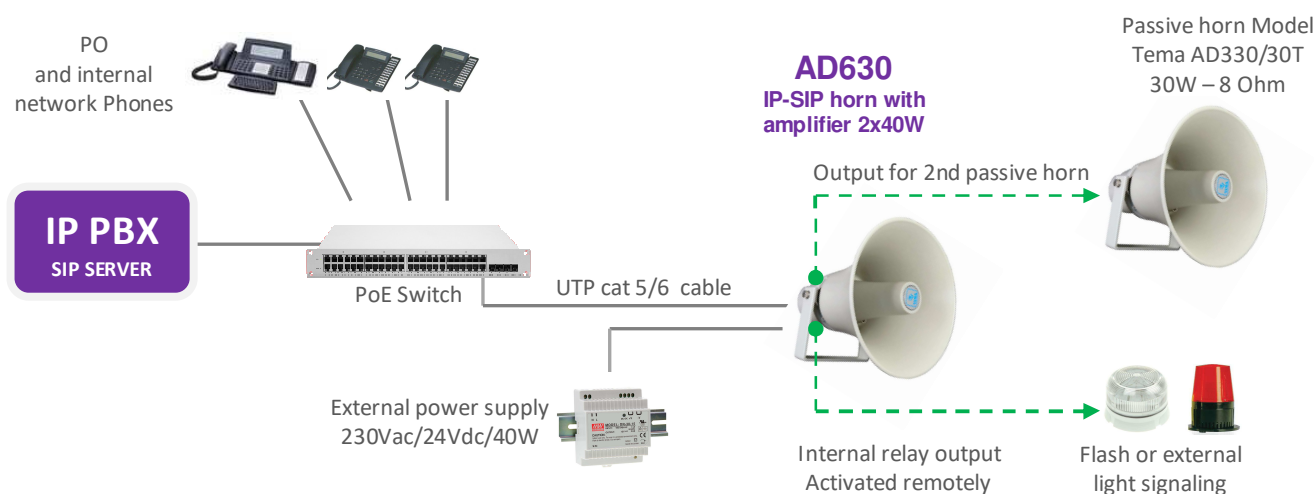 PO
and internal
network Phones
IP PBX
SIP SERVER
PoE Switch
UTP cat 5/6 cable
External power supply
230Vac/24Vdc/40W
AD630
IP-SIP horn with
amplifier 2x40W
Passive horn Model
Tema AD330/30T
30W – 8 Ohm
Output for 2nd passive horn
Internal relay output
Activated remotely
Flash or external
light signaling